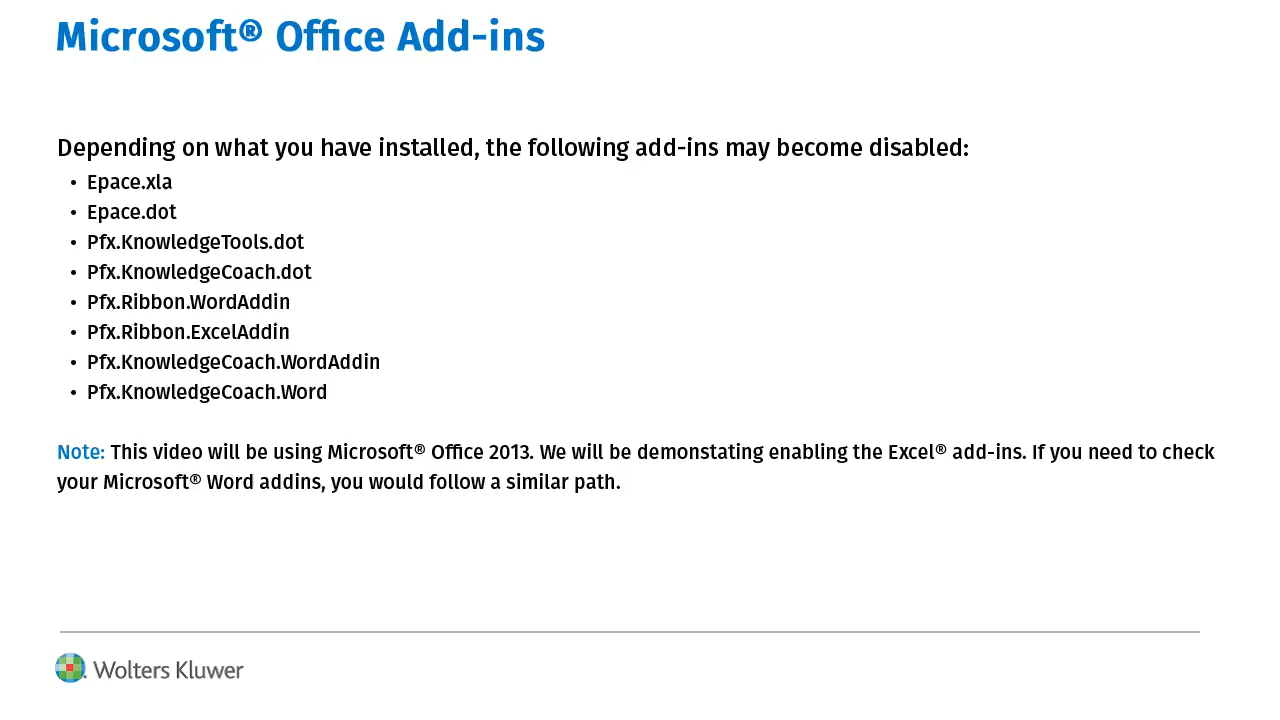 Microsoft® Office Add-ins
Depending on what you have installed, the following add-ins may become disabled:
• Epace.xla
• Epace.dot
• Pfx.KnowledgeTools.dot
• Pfx.KnowledgeCoach.dot
• Pfx.Ribbon.WordAddin
• Pfx.Ribbon.ExcelAddin
• Pfx.KnowledgeCoach.WordAddin
• Pfx.KnowledgeCoach.Word
Note: This video will be using Microsoft® Office 2013. We will be demonstating enabling the Excel® add-ins. If you need to check
your Microsoft® Word addins, you would follow a similar path.
Wolters Kluwer